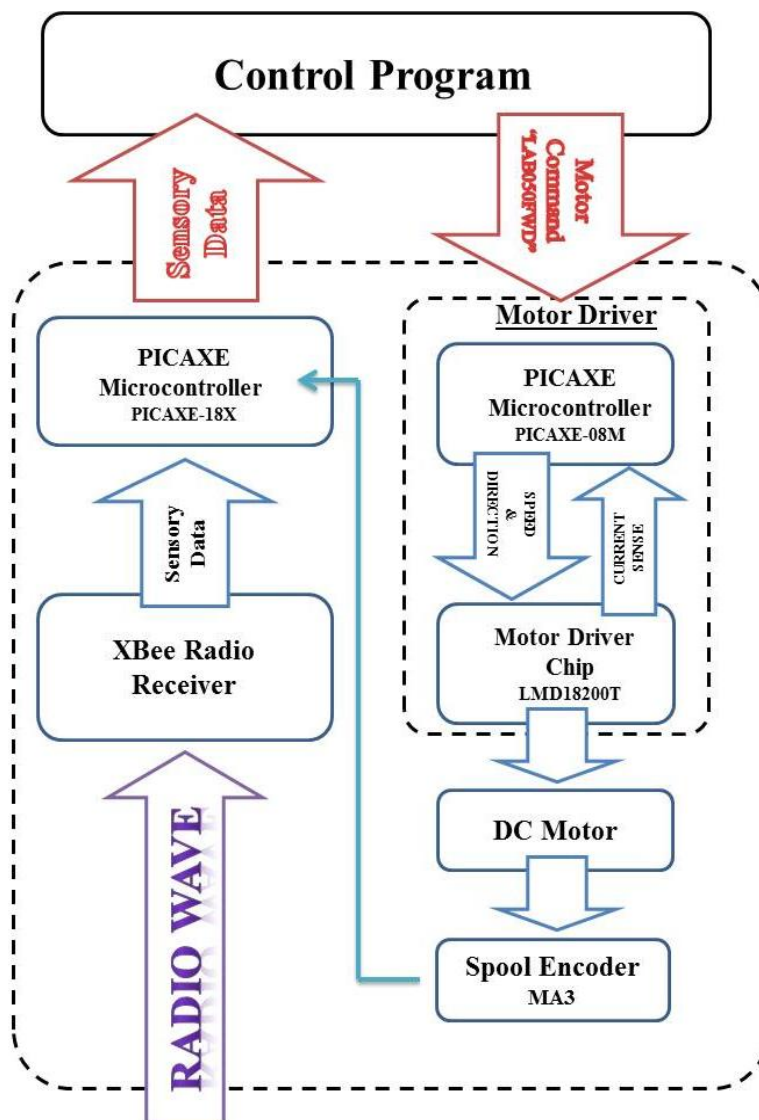 Control Program
Sensory
Data
Motor
Command
“LAB050FWD”
Motor Driver
PICAXE
Microcontroller
PICAXE-18X
PICAXE
Microcontroller
PICAXE-08M
SPEED
&
DIRECTION
CURRENT
SENSE
Sensory
Data
XBee Radio
Receiver
Motor Driver
Chip
LMD18200T
DC Motor
Spool Encoder
MA3
RADIO WAVE